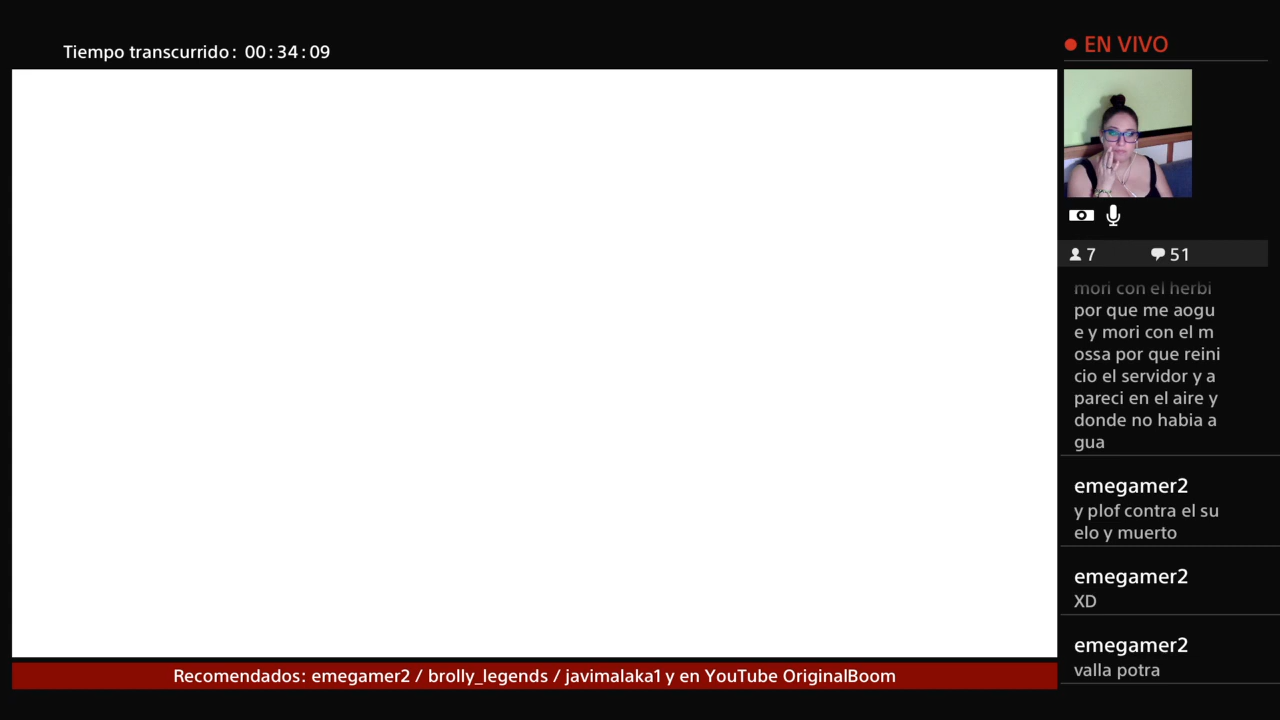 Tiempo transcurrido: 00:34:09
EN VIVO
7 51
mori con el herbi
por que me aogu
e y mori con el m
ossa por que reini
cio el servidor y a
pareci en el aire y
donde no habia a
gua
emegamer2
y plof contra el su
elo y muerto
emegamer2
XD
emegamer2
valla potra
Recomendados: emegamer2 / brolly_legends / javimalaka1 y en YouTube OriginalBoom